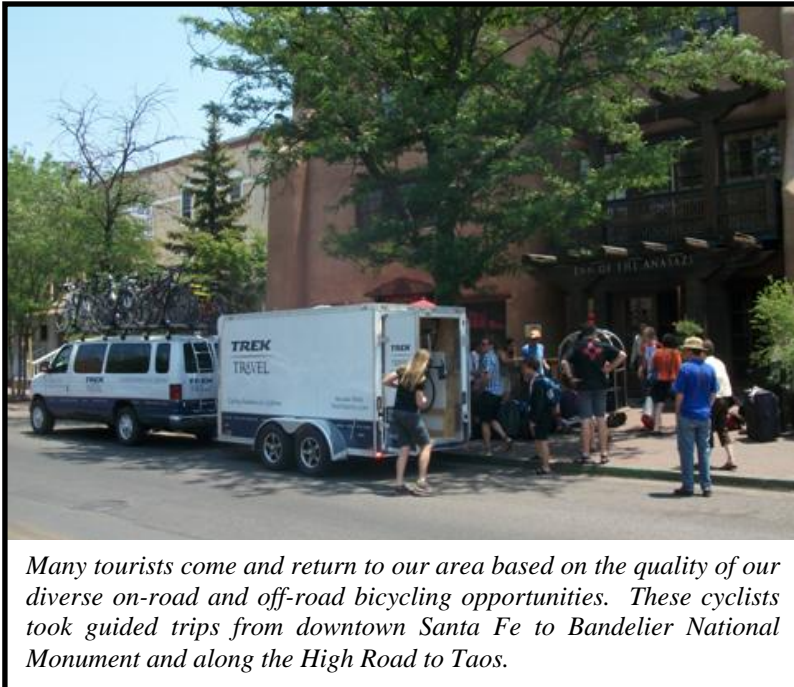 INN OF THE ANASAZI
TREK
TRAVEL
TREK
TRAVEL
TREK
Many tourists come and return to our area based on the quality of our
diverse on-road and off-road bicycling opportunities.  These cyclists
took guided trips from downtown Santa Fe to Bandelier National
Monument and along the High Road to Taos.